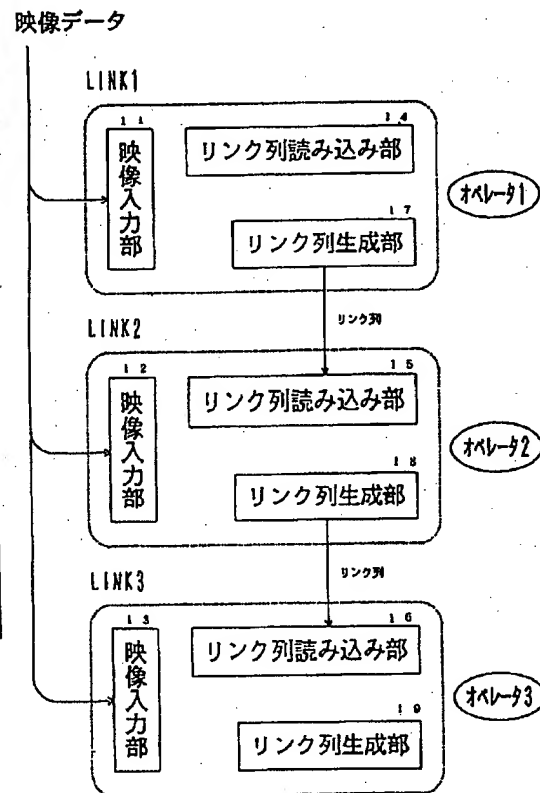 映像データ
LINK1
11
映像入力部
14
リンク列読み込み部
オペレータ1
17
リンク列生成部
リンク列
LINK2
12
映像入力部
15
リンク列読み込み部
オペレータ2
18
リンク列生成部
リンク列
LINK3
13
映像入力部
16
リンク列読み込み部
オペレータ3
19
リンク列生成部